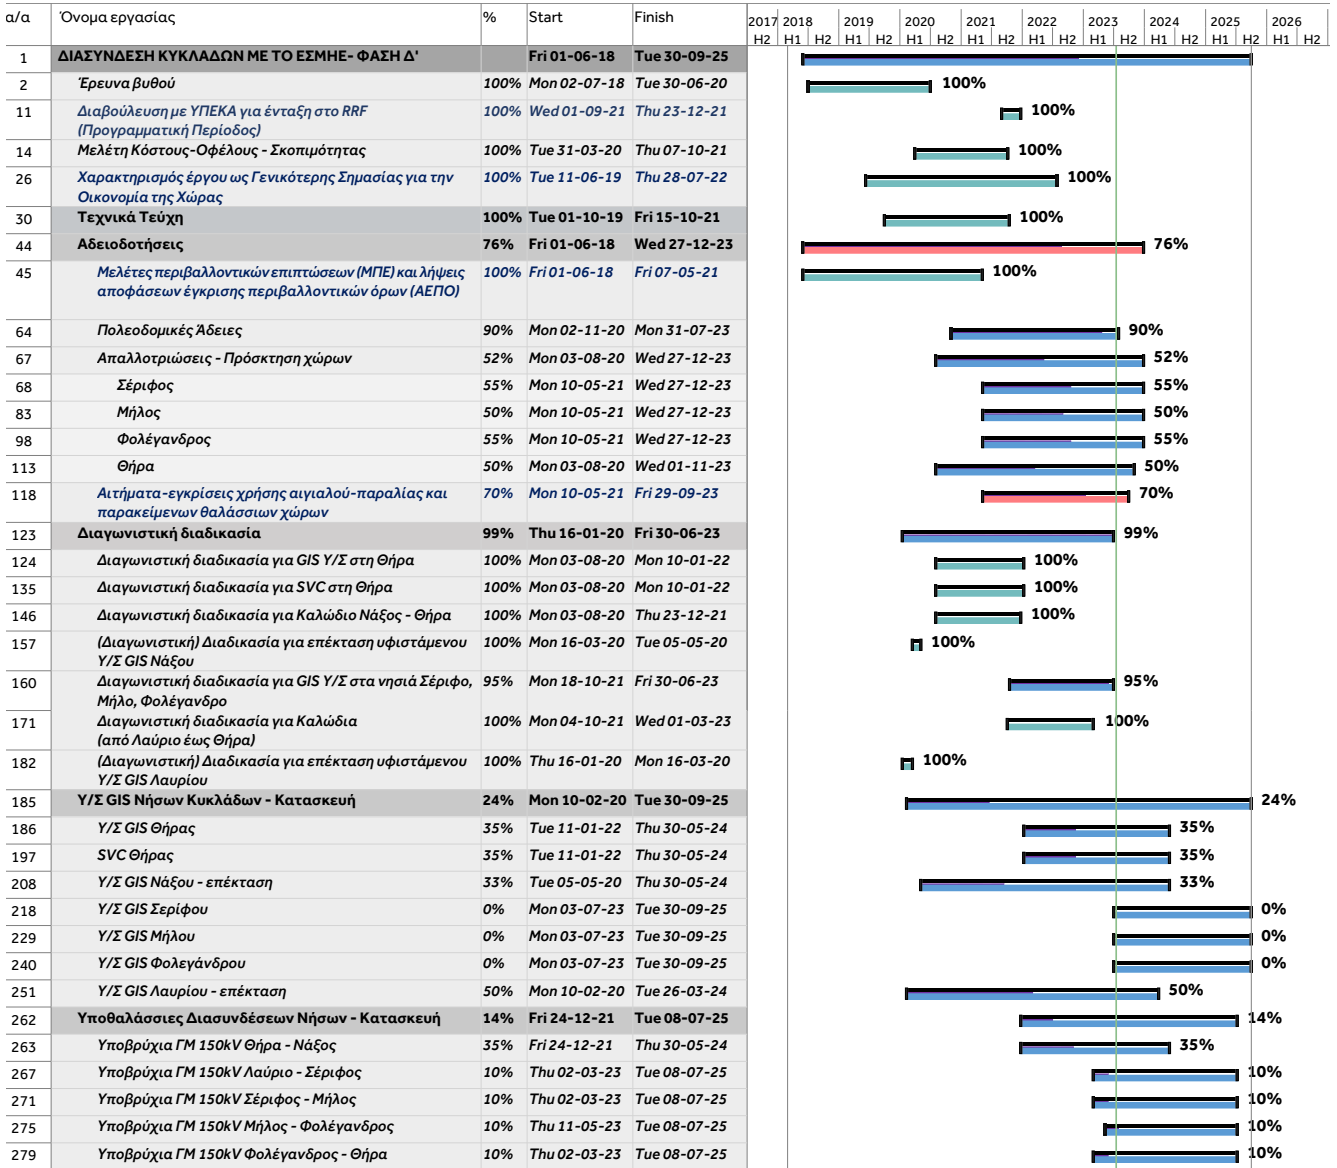 α/α Όνομα εργασίας % Start Finish 2017 2018 2019 2020 2021 2022 2023 2024 2025 2026
H2 H1 H2 H1 H2 H1 H2 H1 H2 H1 H2 H1 H2 H1 H2 H1 H2 H1 H2
1 ΔΙΑΣΥΝΔΕΣΗ ΚΥΚΛΑΔΩΝ ΜΕ ΤΟ ΕΣΜΗΕ- ΦΑΣΗ Δ' Fri 01-06-18 Tue 30-09-25
2 Έρευνα βυθού 100% Mon 02-07-18 Tue 30-06-20 100%
11 Διαβούλευση με ΥΠΕΚΑ για ένταξη στο RRF 100% Wed 01-09-21 Thu 23-12-21 100%
(Προγραμματική Περίοδος)
14 Μελέτη Κόστους-Οφέλους - Σκοπιμότητας 100% Tue 31-03-20 Thu 07-10-21 100%
26 Χαρακτηρισμός έργου ως Γενικότερης Σημασίας για την 100% Tue 11-06-19 Thu 28-07-22 100%
Οικονομία της Χώρας
30 Τεχνικά Τεύχη 100% Tue 01-10-19 Fri 15-10-21 100%
44 Αδειοδοτήσεις 76% Fri 01-06-18 Wed 27-12-23 76%
45 Μελέτες περιβαλλοντικών επιπτώσεων (ΜΠΕ) και λήψεις 100% Fri 01-06-18 Fri 07-05-21 100%
αποφάσεων έγκρισης περιβαλλοντικών όρων (ΑΕΠΟ)
64 Πολεοδομικές Άδειες 90% Mon 02-11-20 Mon 31-07-23 90%
67 Απαλλοτριώσεις - Πρόσκτηση χώρων 52% Mon 03-08-20 Wed 27-12-23 52%
68 Σέριφος 55% Mon 10-05-21 Wed 27-12-23 55%
83 Μήλος 50% Mon 10-05-21 Wed 27-12-23 50%
98 Φολέγανδρος 55% Mon 10-05-21 Wed 27-12-23 55%
113 Θήρα 50% Mon 03-08-20 Wed 01-11-23 50%
118 Αιτήματα-εγκρίσεις χρήσης αιγιαλού-παραλίας και 70% Mon 10-05-21 Fri 29-09-23 70%
παρακείμενων θαλάσσιων χώρων
123 Διαγωνιστική διαδικασία 99% Thu 16-01-20 Fri 30-06-23 99%
124 Διαγωνιστική διαδικασία για GIS Υ/Σ στη Θήρα 100% Mon 03-08-20 Mon 10-01-22 100%
135 Διαγωνιστική διαδικασία για SVC στη Θήρα 100% Mon 03-08-20 Mon 10-01-22 100%
146 Διαγωνιστική διαδικασία για Καλώδιο Νάξος - Θήρα 100% Mon 03-08-20 Thu 23-12-21 100%
157 (Διαγωνιστική) Διαδικασία για επέκταση υφιστάμενου 100% Mon 16-03-20 Tue 05-05-20 100%
Υ/Σ GIS Νάξου
160 Διαγωνιστική διαδικασία για GIS Υ/Σ στα νησιά Σέριφο, 95% Mon 18-10-21 Fri 30-06-23 95%
Μήλο, Φολέγανδρο
171 Διαγωνιστική διαδικασία για Καλώδια 100% Mon 04-10-21 Wed 01-03-23 100%
(από Λαύριο έως Θήρα)
182 (Διαγωνιστική) Διαδικασία για επέκταση υφιστάμενου 100% Thu 16-01-20 Mon 16-03-20 100%
Υ/Σ GIS Λαυρίου
185 Υ/Σ GIS Νήσων Κυκλάδων - Κατασκευή 24% Mon 10-02-20 Tue 30-09-25 24%
186 Υ/Σ GIS Θήρας 35% Tue 11-01-22 Thu 30-05-24 35%
197 SVC Θήρας 35% Tue 11-01-22 Thu 30-05-24 35%
208 Υ/Σ GIS Νάξου - επέκταση 33% Tue 05-05-20 Thu 30-05-24 33%
218 Υ/Σ GIS Σερίφου 0% Mon 03-07-23 Tue 30-09-25 0%
229 Υ/Σ GIS Μήλου 0% Mon 03-07-23 Tue 30-09-25 0%
240 Υ/Σ GIS Φολεγάνδρου 0% Mon 03-07-23 Tue 30-09-25 0%
251 Υ/Σ GIS Λαυρίου - επέκταση 50% Mon 10-02-20 Tue 26-03-24 50%
262 Υποθαλάσσιες Διασυνδέσεων Νήσων - Κατασκευή 14% Fri 24-12-21 Tue 08-07-25 14%
263 Υποβρύχια ΓΜ 150kV Θήρα - Νάξος 35% Fri 24-12-21 Thu 30-05-24 35%
267 Υποβρύχια ΓΜ 150kV Λαύριο - Σέριφος 10% Thu 02-03-23 Tue 08-07-25 10%
271 Υποβρύχια ΓΜ 150kV Σέριφος - Μήλος 10% Thu 02-03-23 Tue 08-07-25 10%
275 Υποβρύχια ΓΜ 150kV Μήλος - Φολέγανδρος 10% Thu 11-05-23 Tue 08-07-25 10%
279 Υποβρύχια ΓΜ 150kV Φολέγανδρος - Θήρα 10% Thu 02-03-23 Tue 08-07-25 10%